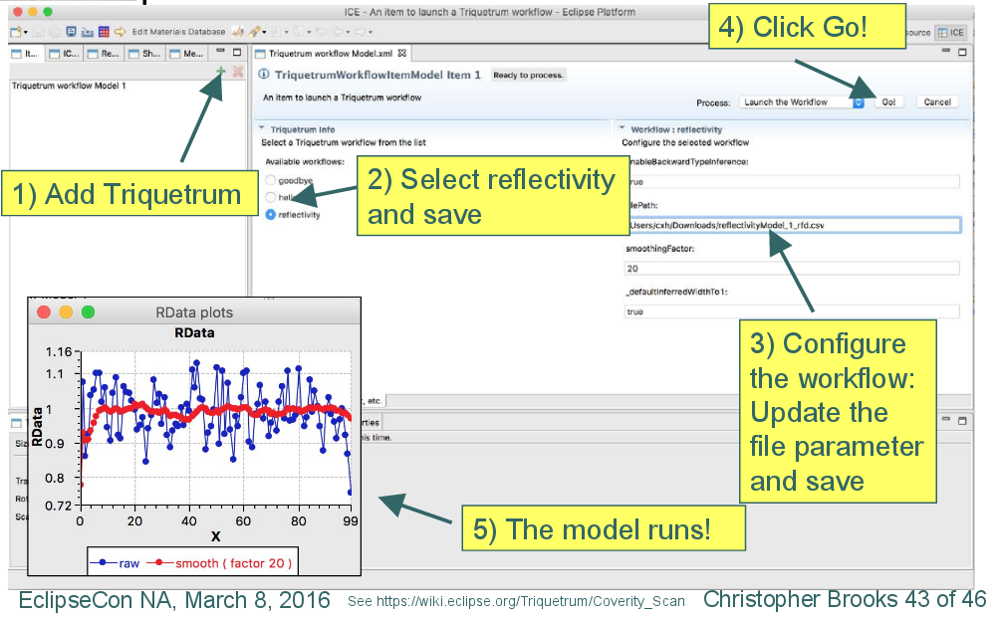 ICE - An item to launch a Triquetrum workflow - Eclipse Platform
Edit Materials Database
source ICE
4) Click Go!
It... IC... Re... Sh... Me...
Triquetrum workflow Model.xml
TriquetrumWorkflowItemModel Item 1 Ready to process.
Triquetrum workflow Model 1
An item to launch a Triquetrum workflow
Process: Launch the Workflow Go! Cancel
Triquetrum Info
Select a Triquetrum workflow from the list
Available workflows:
goodbye
hell
reflectivity
Workflow : reflectivity
Configure the selected workflow
nableBackwardTypeInference:
rue
lePath:
Users/cxh/Downloads/reflectivityModel_1_rfd.csv
smoothingFactor:
20
_defaultInferredWidthTo1:
true
1) Add Triquetrum
2) Select reflectivity
and save
3) Configure
the workflow:
Update the
file parameter
and save
RData plots
RData
1.16
1.1
1
0.9
0.8
0.72
RData
0 20 40 60 80 99
X
raw smooth ( factor 20 )
, etc.
rties
his time.
Siz
Tra
Rot
Sca
5) The model runs!
EclipseCon NA, March 8, 2016 See https://wiki.eclipse.org/Triquetrum/Coverity_Scan Christopher Brooks 43 of 46